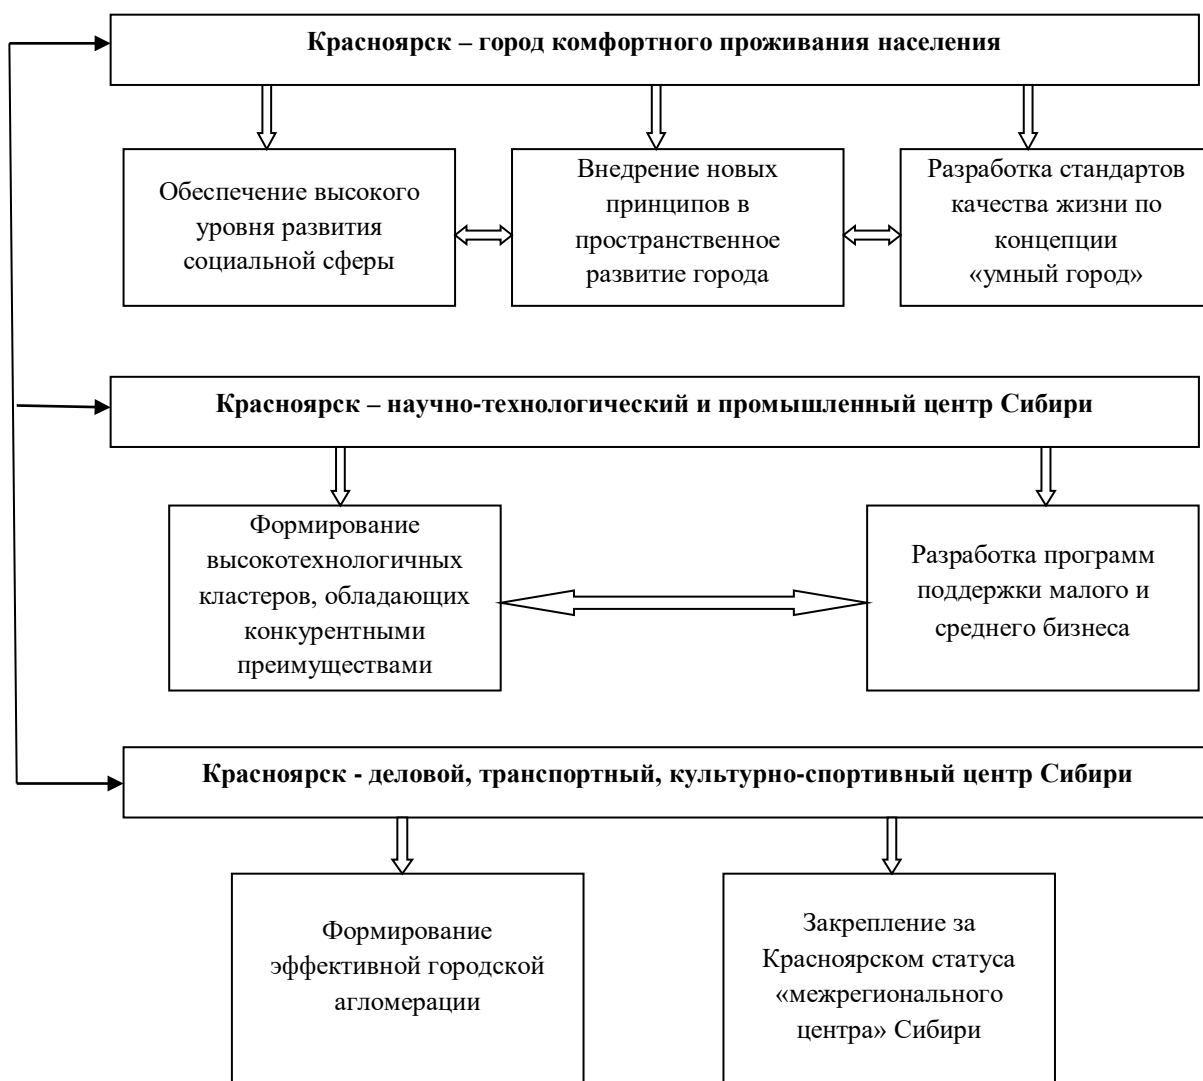 Красноярск – город комфортного проживания населения
Обеспечение высокого
уровня развития
социальной сферы
Внедрение новых
принципов в
пространственное
развитие города
Разработка стандартов
качества жизни по
концепции
«умный город»
Красноярск – научно-технологический и промышленный центр Сибири
Формирование
высокотехнологичных
кластеров, обладающих
конкурентными
преимуществами
Разработка программ
поддержки малого и
среднего бизнеса
Красноярск - деловой, транспортный, культурно-спортивный центр Сибири
Формирование
эффективной городской
агломерации
Закрепление за
Красноярском статуса
«межрегионального
центра» Сибири